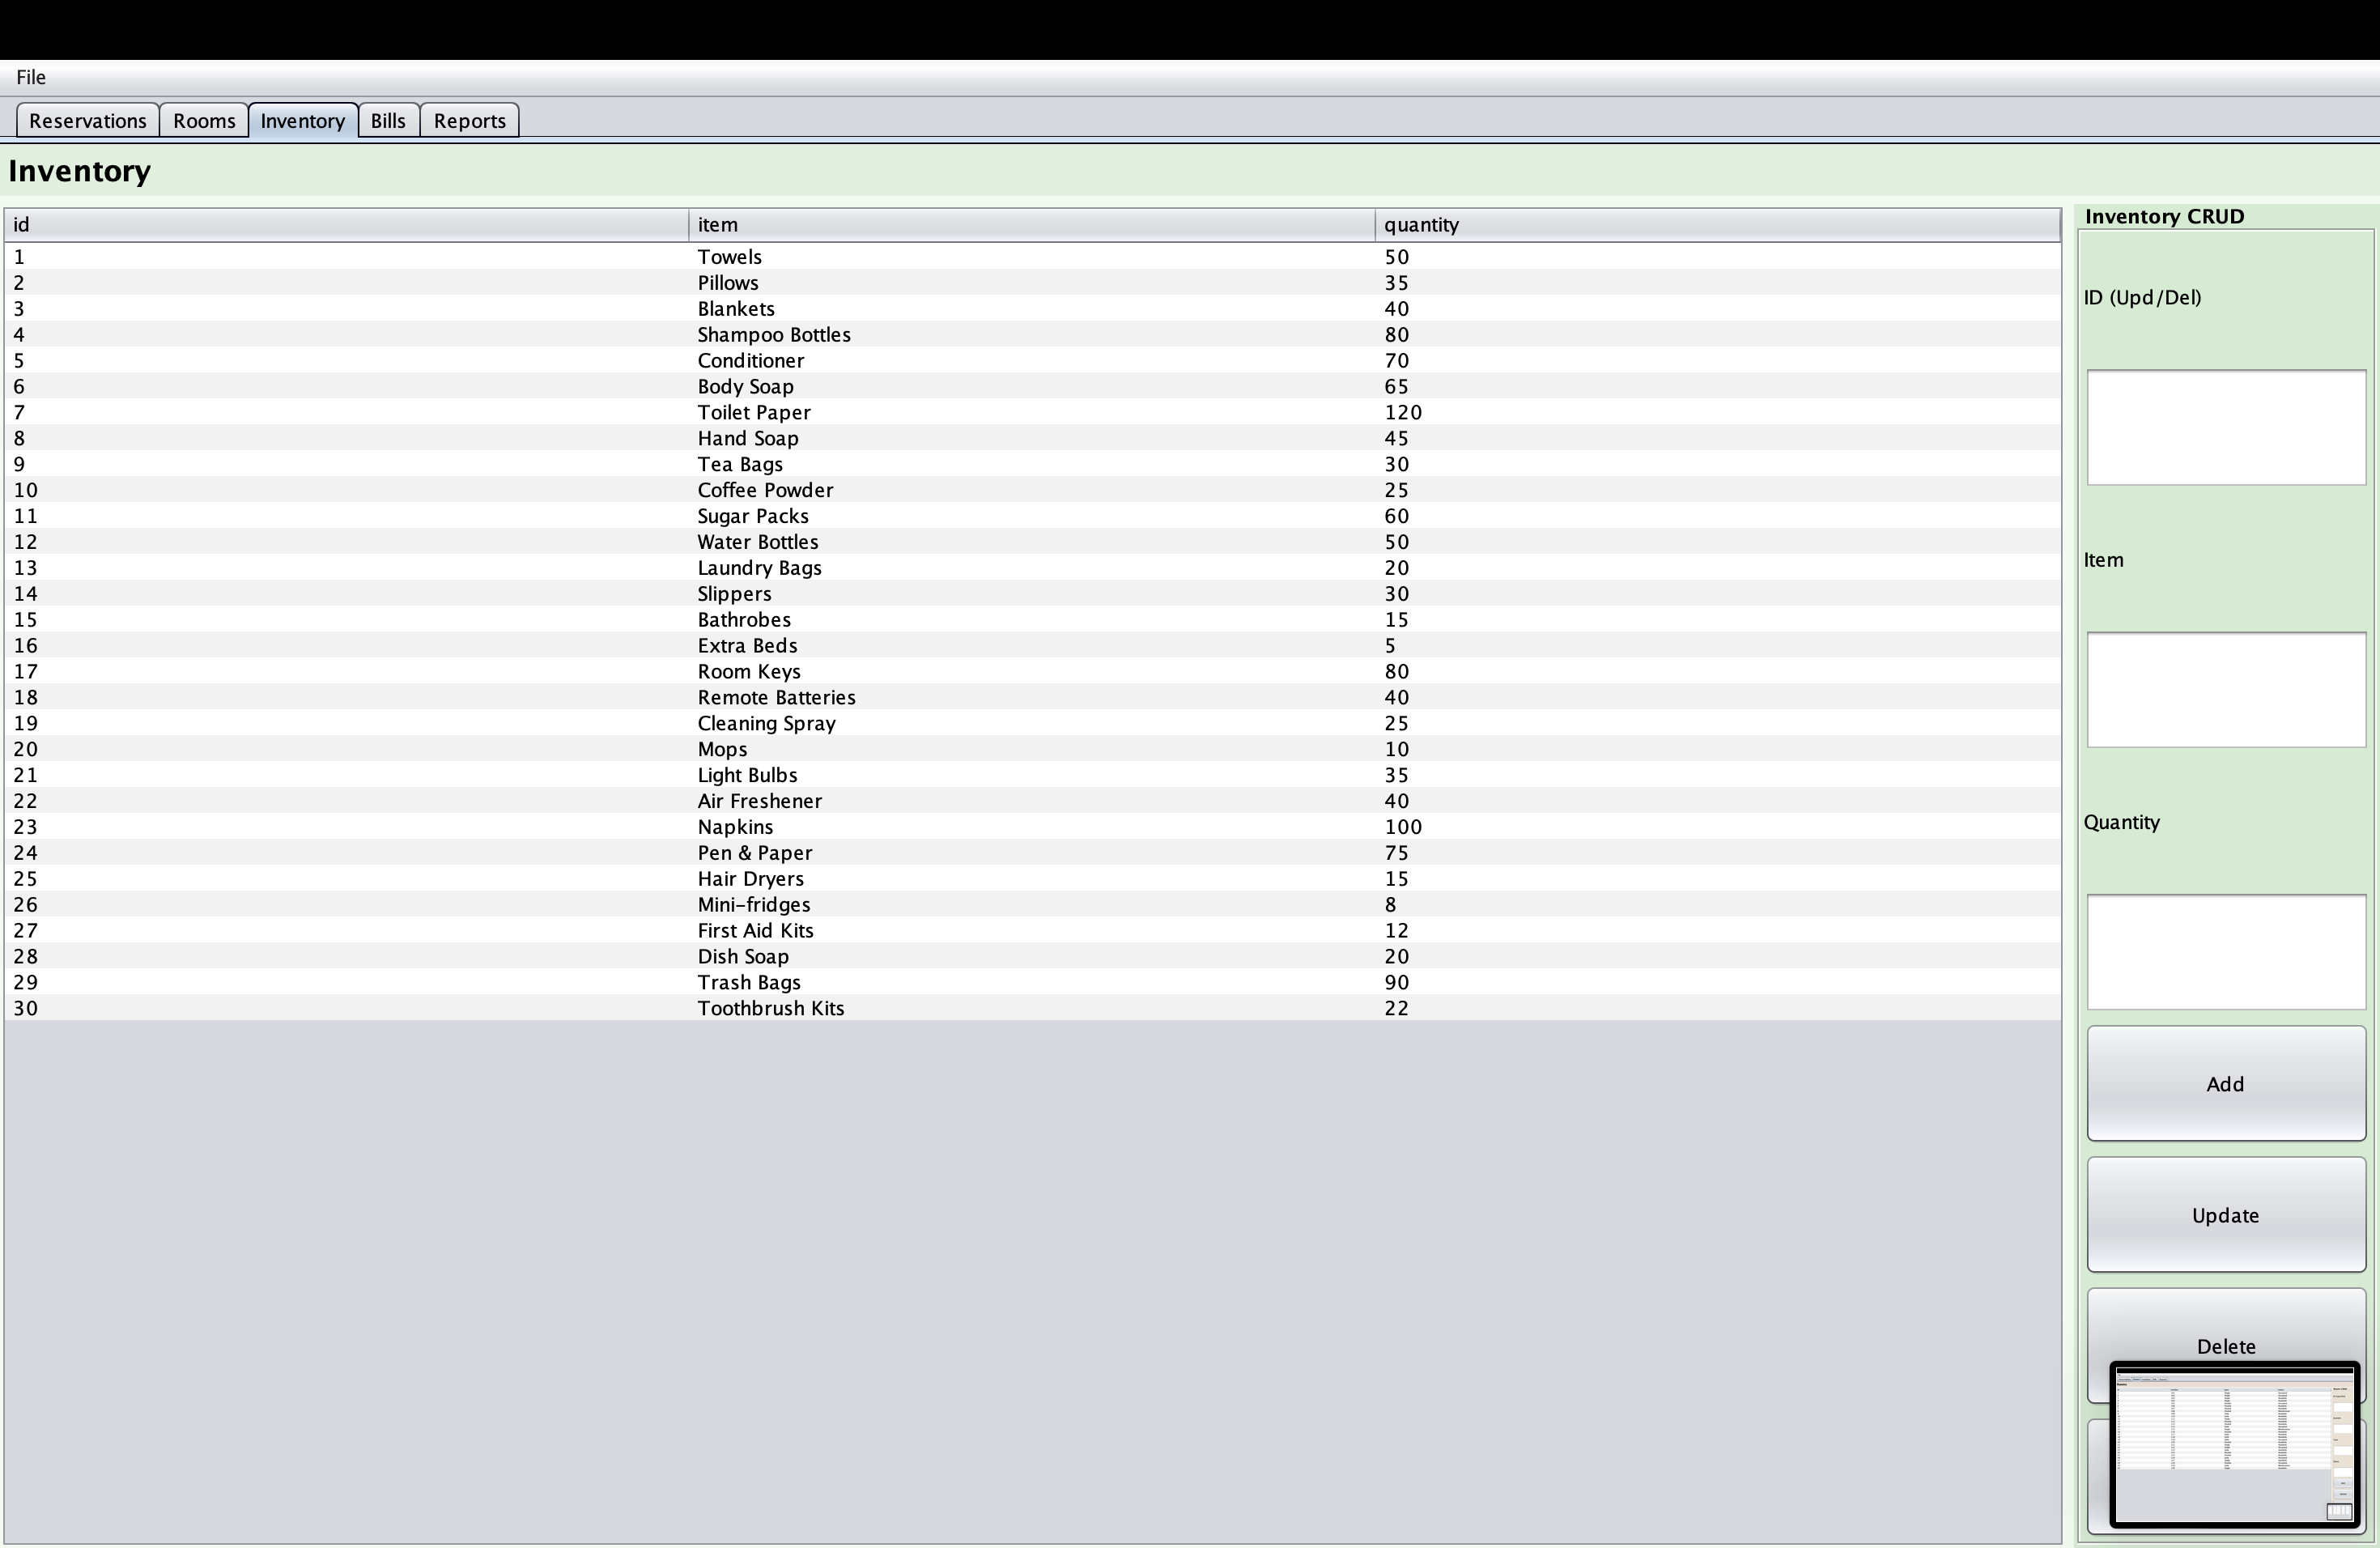 File
Reservations Rooms Inventory Bills Reports
Inventory
id item quantity
1 Towels 50
2 Pillows 35
3 Blankets 40
4 Shampoo Bottles 80
5 Conditioner 70
6 Body Soap 65
7 Toilet Paper 120
8 Hand Soap 45
9 Tea Bags 30
10 Coffee Powder 25
11 Sugar Packs 60
12 Water Bottles 50
13 Laundry Bags 20
14 Slippers 30
15 Bathrobes 15
16 Extra Beds 5
17 Room Keys 80
18 Remote Batteries 40
19 Cleaning Spray 25
20 Mops 10
21 Light Bulbs 35
22 Air Freshener 40
23 Napkins 100
24 Pen & Paper 75
25 Hair Dryers 15
26 Mini-fridges 8
27 First Aid Kits 12
28 Dish Soap 20
29 Trash Bags 90
30 Toothbrush Kits 22
Inventory CRUD
ID (Upd/Del)
Item
Quantity
Add
Update
Delete